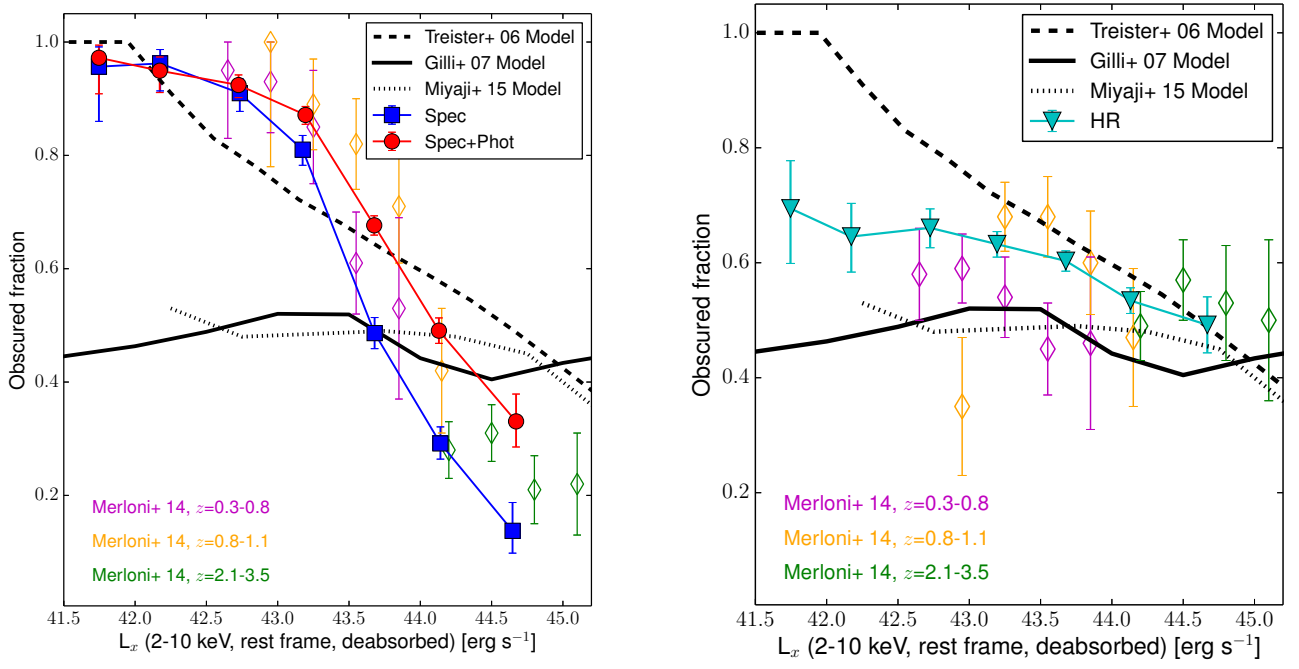 Treister+ 06 Model
Gilli+ 07 Model
Miyaji+ 15 Model
Spec
Spec+Phot
1.0
0.8
0.6
0.4
0.2
Obscured fraction
Merloni+ 14, z=0.3-0.8
Merloni+ 14, z=0.8-1.1
Merloni+ 14, z=2.1-3.5
41.5 42.0 42.5 43.0 43.5 44.0 44.5 45.0
Lx (2-10 keV, rest frame, deabsorbed) [erg s−1]
Treister+ 06 Model
Gilli+ 07 Model
Miyaji+ 15 Model
HR
1.0
0.8
0.6
0.4
0.2
Obscured fraction
Merloni+ 14, z=0.3-0.8
Merloni+ 14, z=0.8-1.1
Merloni+ 14, z=2.1-3.5
41.5 42.0 42.5 43.0 43.5 44.0 44.5 45.0
Lx (2-10 keV, rest frame, deabsorbed) [erg s−1]